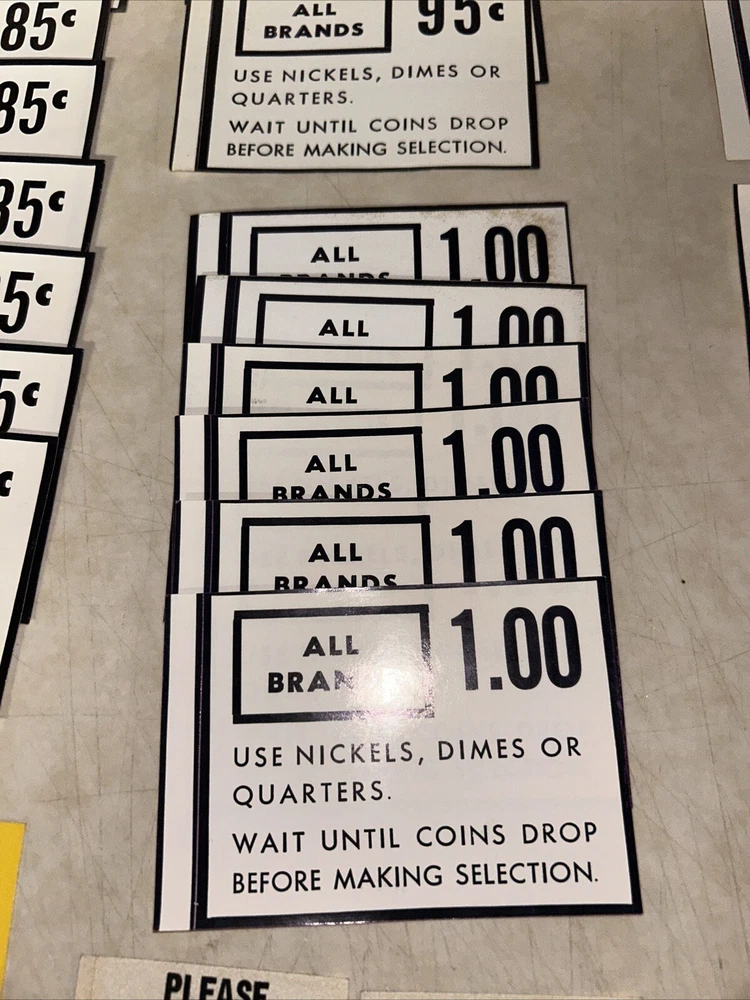 85¢
85¢
85¢
5¢
5¢
¢
ALL
BRANDS
95¢
USE NICKELS, DIMES OR
QUARTERS.
WAIT UNTIL COINS DROP
BEFORE MAKING SELECTION.
ALL
BRANDS
1.00
ALL
1.00
ALL
1.00
ALL
BRANDS
1.00
ALL
BRANDS
1.00
ALL
BRAN
1.00
USE NICKELS, DIMES OR
QUARTERS.
WAIT UNTIL COINS DROP
BEFORE MAKING SELECTION.
PLEASE